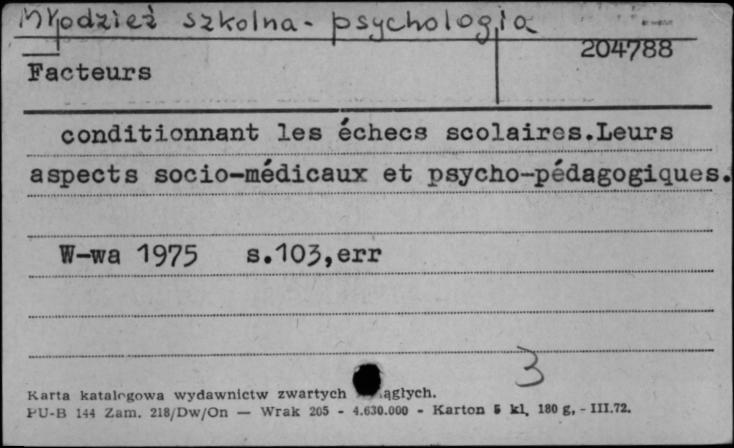 Młodzież szkolna - psychologia
204788
Facteurs
conditionnant les échecs scolaires.Leurs
aspects socio-médicaux et psycho-pédagogiques.
W-wa 1975 s.103,err
3
Karta katalogowa wydawnictw zwartych ągłych.
PU-B 144 Zam. 218/Dw/On — Wrak 205 - 4.630.000 - Karton 5 kl, 180 g, - III.72.